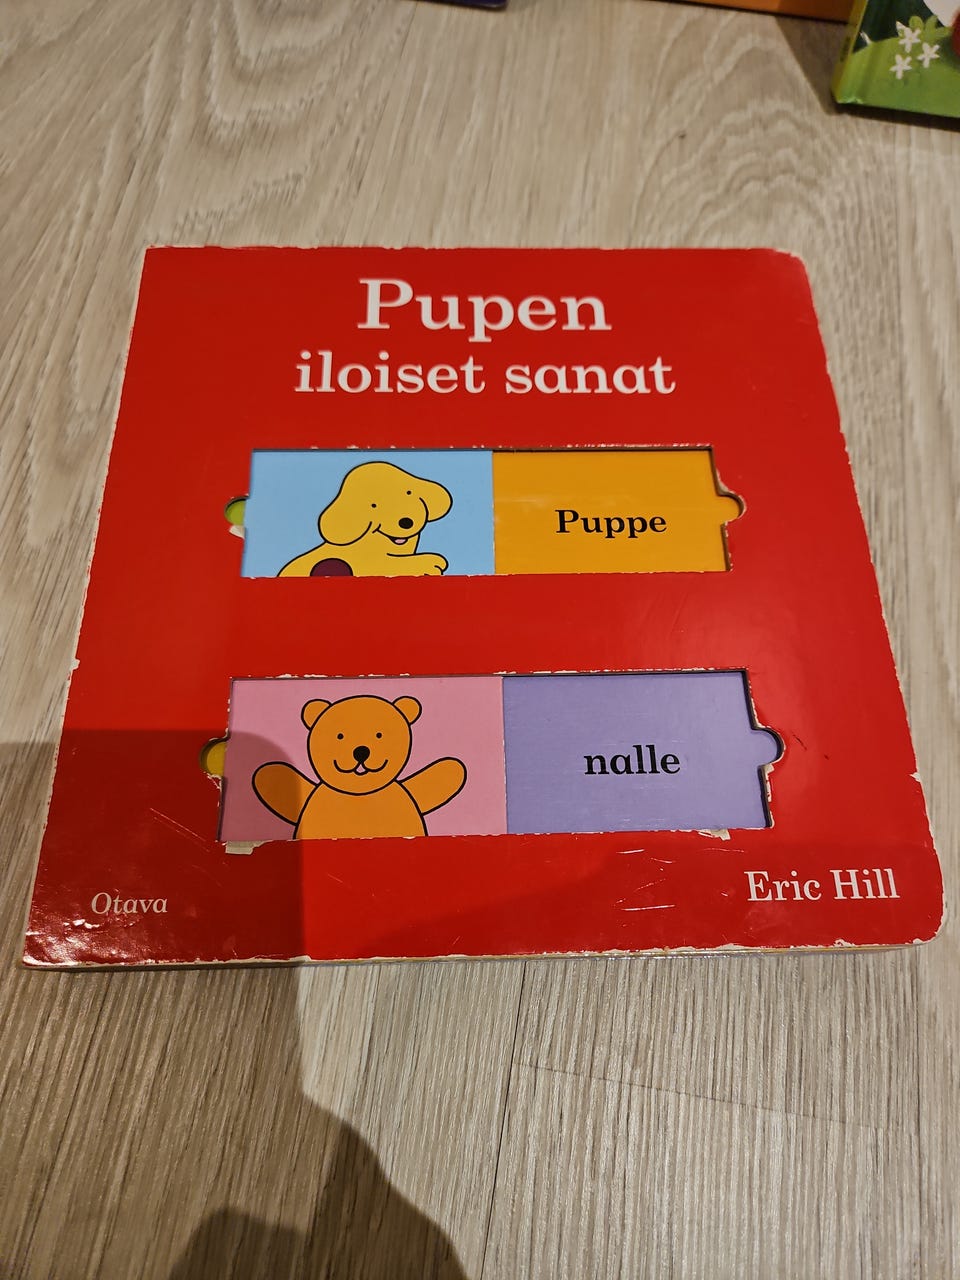 Pupen
iloiset sanat
Puppe
nalle
Eric Hill
Otava